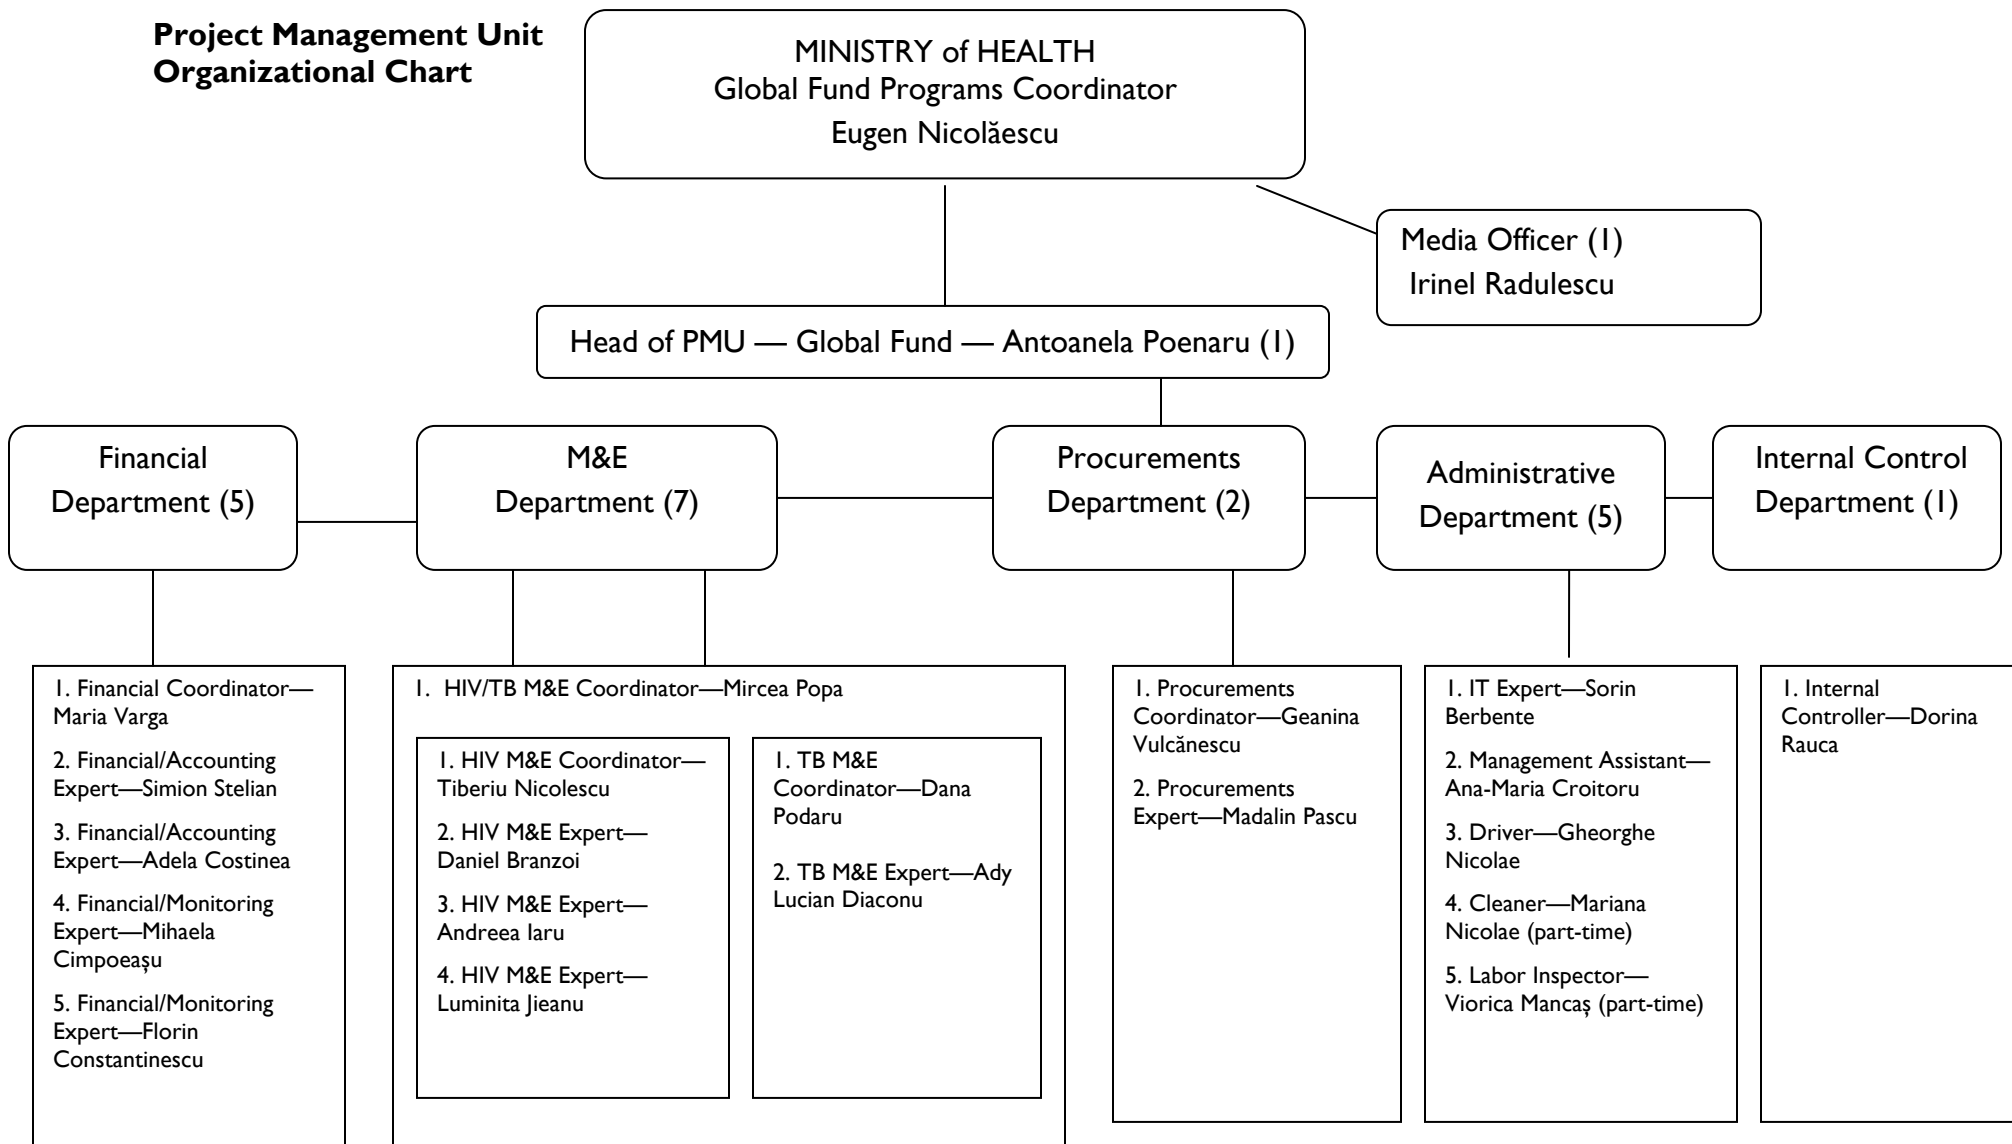 Project Management Unit
Organizational Chart
MINISTRY of HEALTH
Global Fund Programs Coordinator
Eugen Nicolăescu
Media Officer (1)
Irinel Radulescu
Head of PMU — Global Fund — Antoanela Poenaru (1)
Financial
Department (5)
M&E
Department (7)
Procurements
Department (2)
Administrative
Department (5)
Internal Control
Department (1)
1. Financial Coordinator—
Maria Varga
2. Financial/Accounting
Expert—Simion Stelian
3. Financial/Accounting
Expert—Adela Costinea
4. Financial/Monitoring
Expert—Mihaela
Cimpoeașu
5. Financial/Monitoring
Expert—Florin
Constantinescu
1. HIV/TB M&E Coordinator—Mircea Popa
1. HIV M&E Coordinator—
Tiberiu Nicolescu
2. HIV M&E Expert—
Daniel Branzoi
3. HIV M&E Expert—
Andreea Iaru
4. HIV M&E Expert—
Luminita Jieanu
1. TB M&E
Coordinator—Dana
Podaru
2. TB M&E Expert—Ady
Lucian Diaconu
1. Procurements
Coordinator—Geanina
Vulcănescu
2. Procurements
Expert—Madalin Pascu
1. IT Expert—Sorin
Berbente
2. Management Assistant—
Ana-Maria Croitoru
3. Driver—Gheorghe
Nicolae
4. Cleaner—Mariana
Nicolae (part-time)
5. Labor Inspector—
Viorica Mancaș (part-time)
1. Internal
Controller—Dorina
Rauca